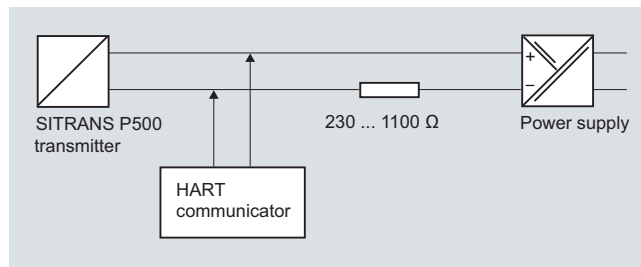 +
−
SITRANS P500
transmitter
230 ... 1100 Ω
Power supply
HART
communicator